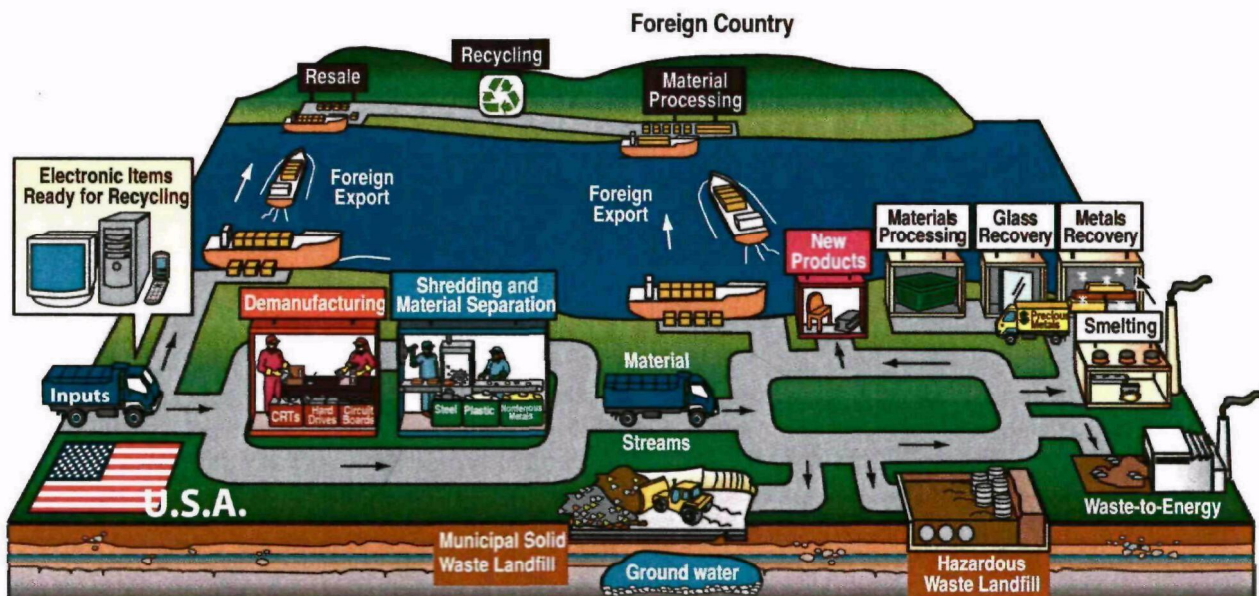 Foreign Country
Recycling
Resale
Material
Processing
Electronic Items
Ready for Recycling
Foreign
Export
Foreign
Export
Materials
Processing
Glass
Recovery
Metals
Recovery
New
Products
Demanufacturing
Shredding and
Material Separation
$ Precious
Metals
Smelting
Inputs
Material
CRTs
Hard
Drives
Circuit
Boards
Steel
Plastic
Nonferrous
Metals
Streams
U.S.A.
Waste-to-Energy
Municipal Solid
Waste Landfill
Ground water
Hazardous
Waste Landfill